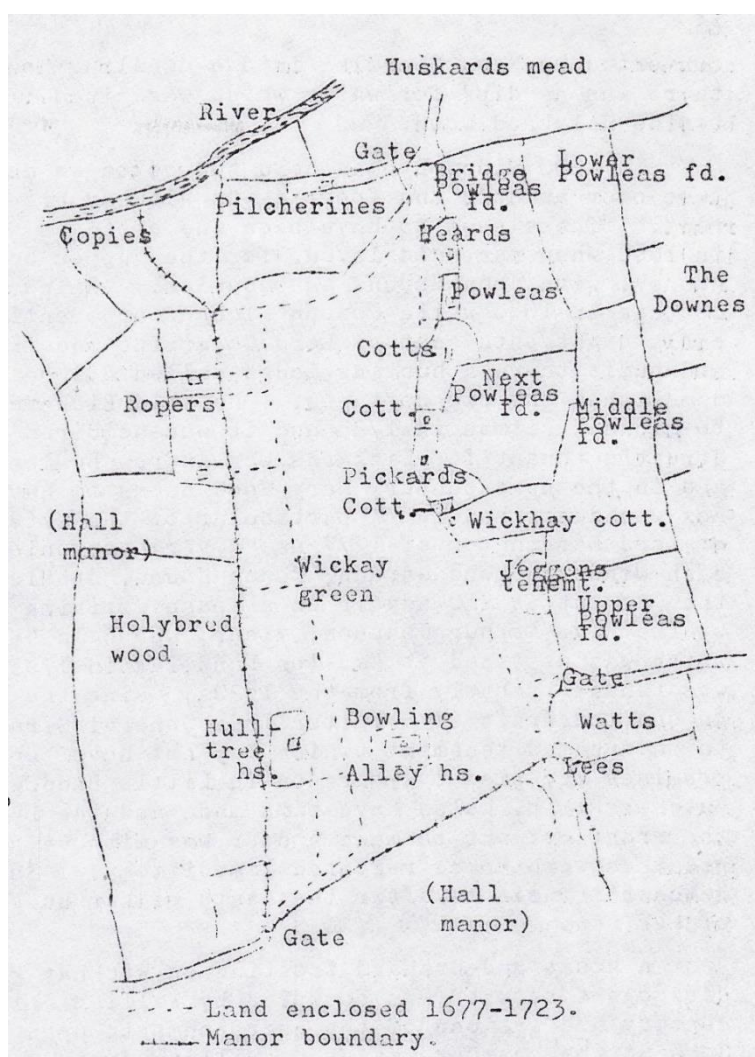 Huskards mead
River
Gate
Bridge
Powleas
fd.
Lower
Powleas fd.
Pilcherines
Copies
Heards
The
Downes
Powleas
Cotts
Next
Powleas
fd.
Ropers
Cott.
Middle
Powleas
fd.
Pickards
Cott.
Wickhay cott.
(Hall
manor)
Wickay
green
Jeggons
tenemt.
Upper
Powleas
fd.
Holybred
wood
Gate
Hull
tree
hs.
Bowling
Alley hs.
Watts
Lees
(Hall
manor)
Gate
Land enclosed 1677-1723.
Manor boundary.